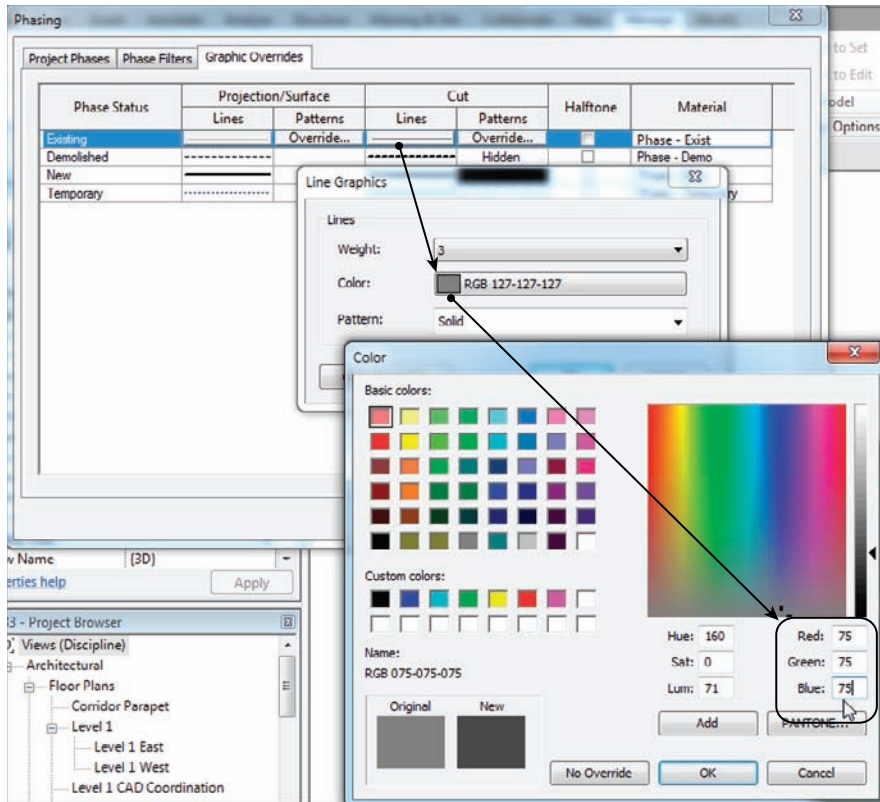 Phasing
to Set
to Edit
odel
Options
Project Phases Phase Filters Graphic Overrides
Phase Status Projection/Surface Cut Halftone Material
Lines Patterns Lines Patterns
Existing Override... Override... Phase - Exist
Demolished Hidden Phase - Demo
New
Temporary ry
Line Graphics
Lines
Weight: 3
Color: RGB 127-127-127
Pattern: Solid
Color
Basic colors:
Custom colors:
Name:
RGB 075-075-075
Original New
Hue: 160 Red: 75
Sat: 0 Green: 75
Lum: 71 Blue: 75
Add PANTONE...
No Override OK Cancel
w Name {3D}
erties help Apply
3 - Project Browser
Views (Discipline)
Architectural
Floor Plans
Corridor Parapet
Level 1
Level 1 East
Level 1 West
Level 1 CAD Coordination